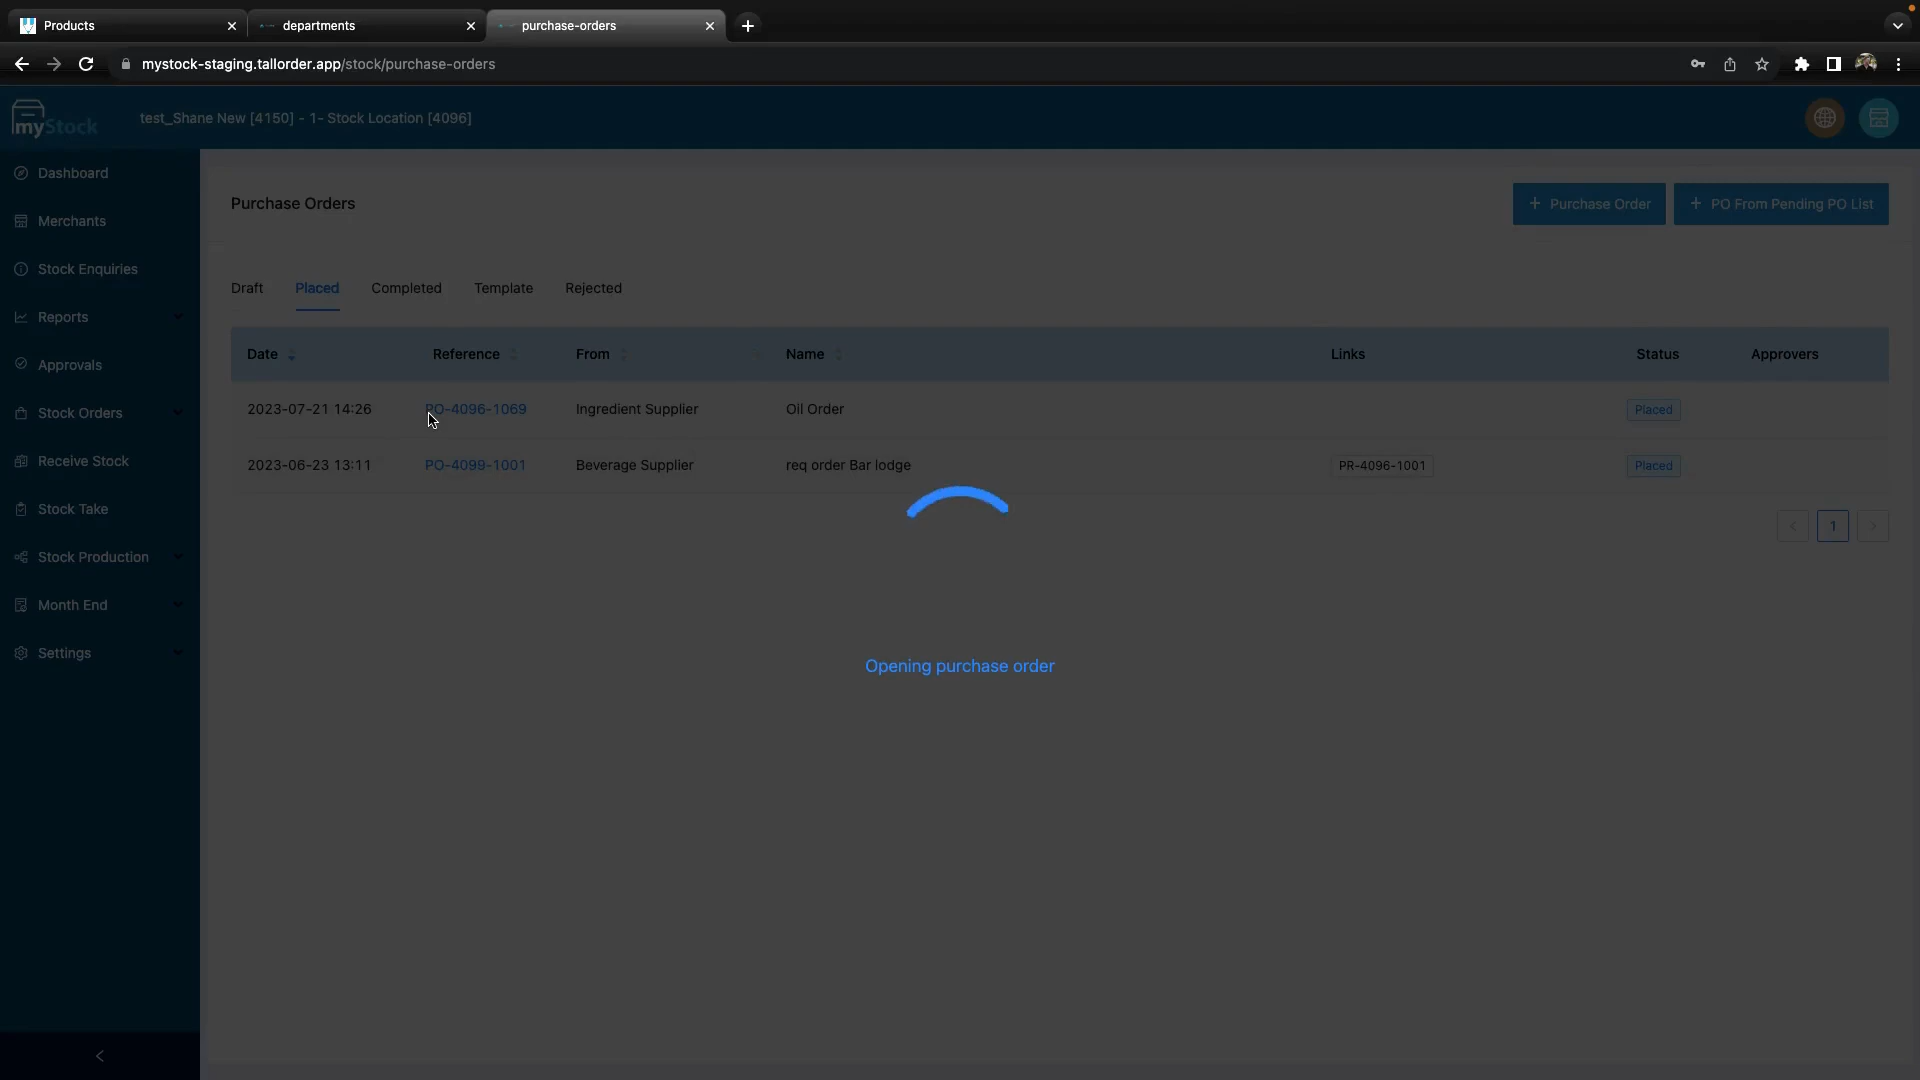 Products
departments
purchase-orders
mystock-staging.tallorder.app/stock/purchase-orders
myStock
test_Shane New [4150] - 1- Stock Location [4096]
Dashboard
Merchants
Stock Enquiries
Reports
Approvals
Stock Orders
Receive Stock
Stock Take
Stock Production
Month End
Settings
Purchase Orders
+ Purchase Order
+ PO From Pending PO List
Draft Placed Completed Template Rejected
Date Reference From Name Links Status Approvers
2023-07-21 14:26 PO-4096-1069 Ingredient Supplier Oil Order Placed
2023-06-23 13:11 PO-4099-1001 Beverage Supplier req order Bar lodge PR-4096-1001 Placed
< 1 >
Opening purchase order